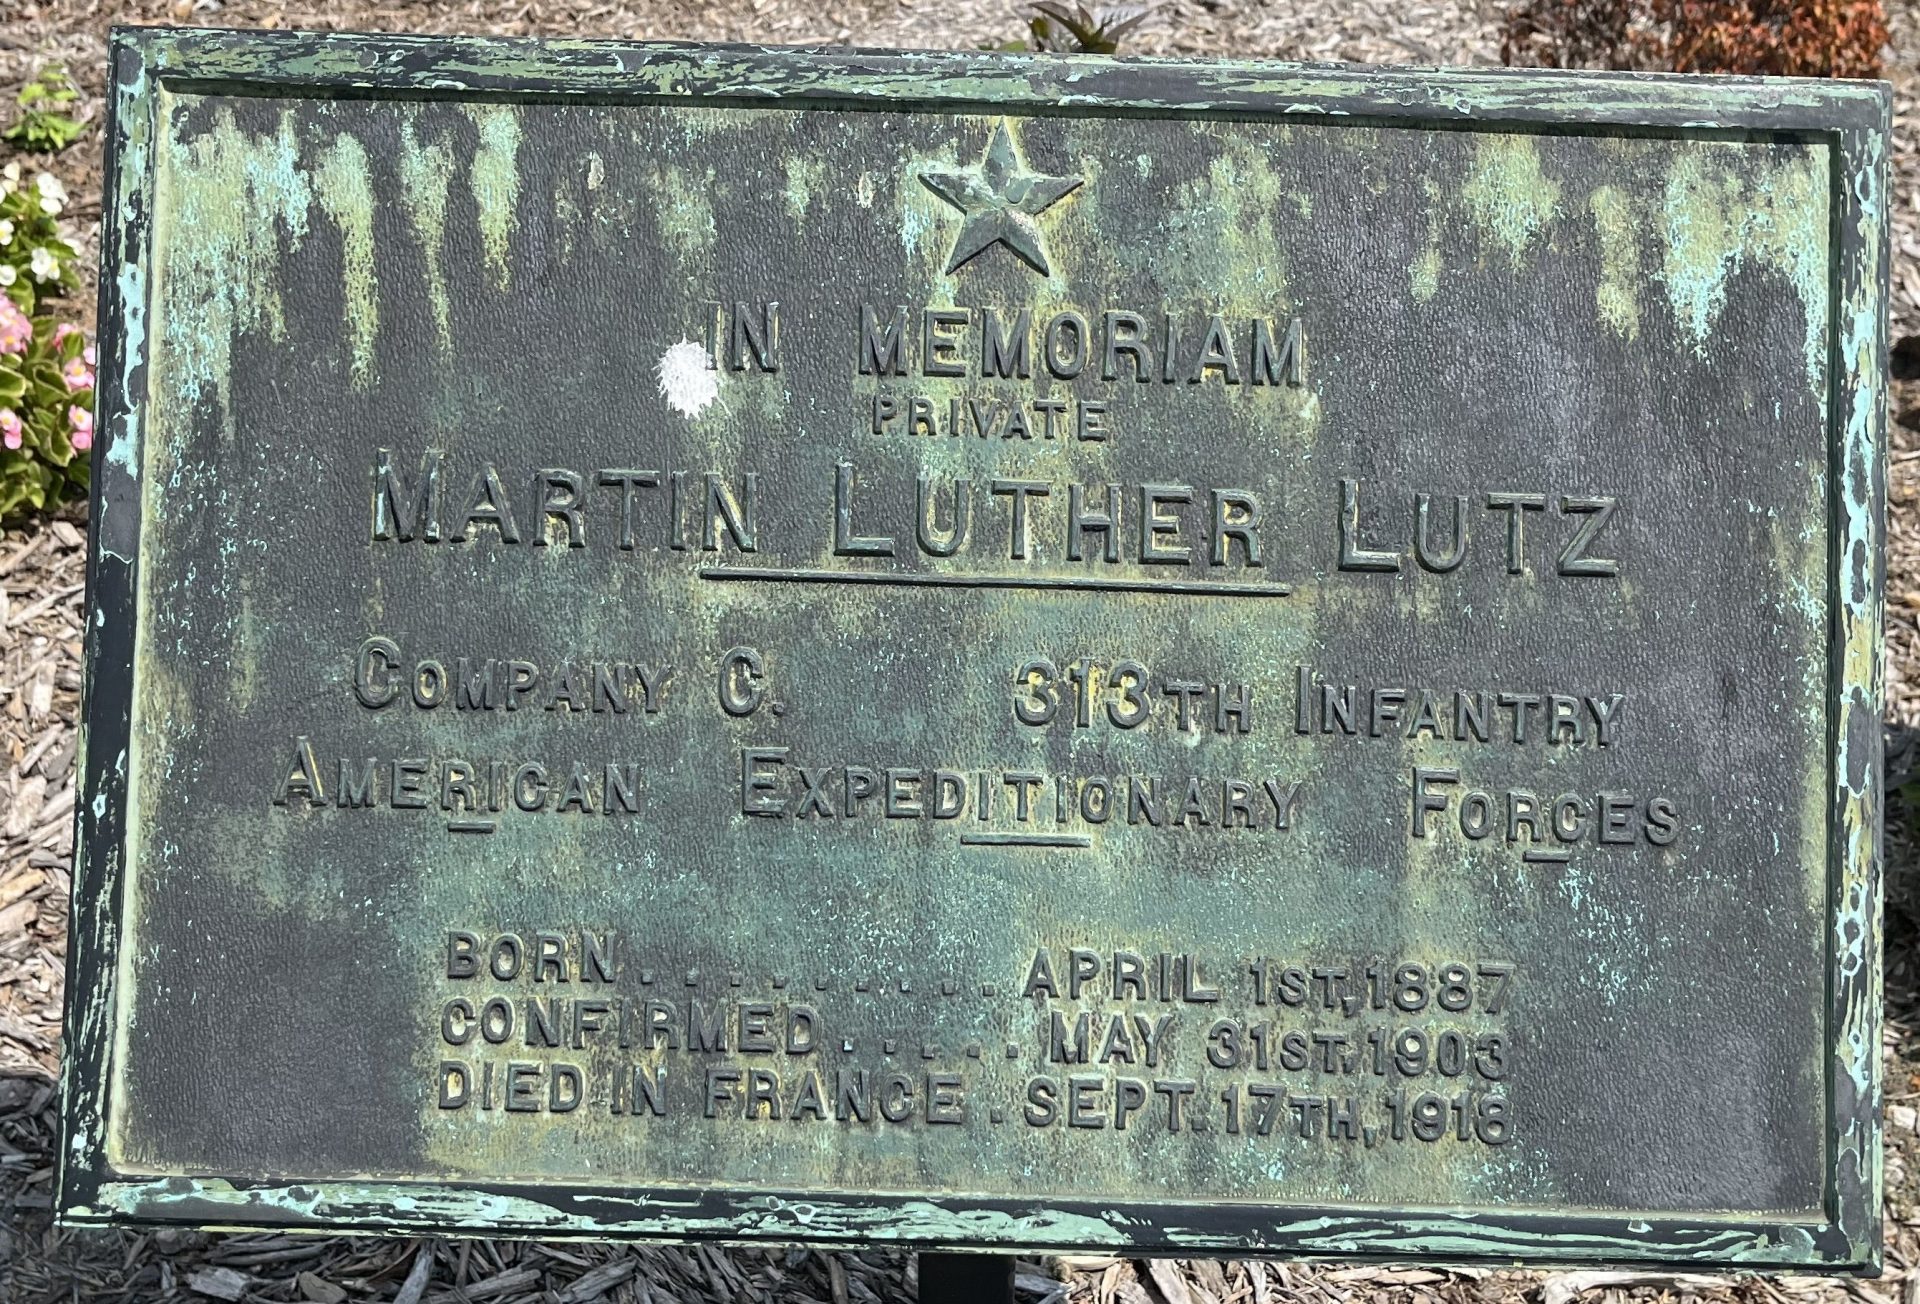 IN MEMORIAM
PRIVATE
MARTIN LUTHER LUTZ
COMPANY C. 313TH INFANTRY
AMERICAN EXPEDITIONARY FORCES
BORN......... APRIL 1ST, 1887
CONFIRMED..... MAY 31ST, 1903
DIED IN FRANCE. SEPT. 17TH, 1918